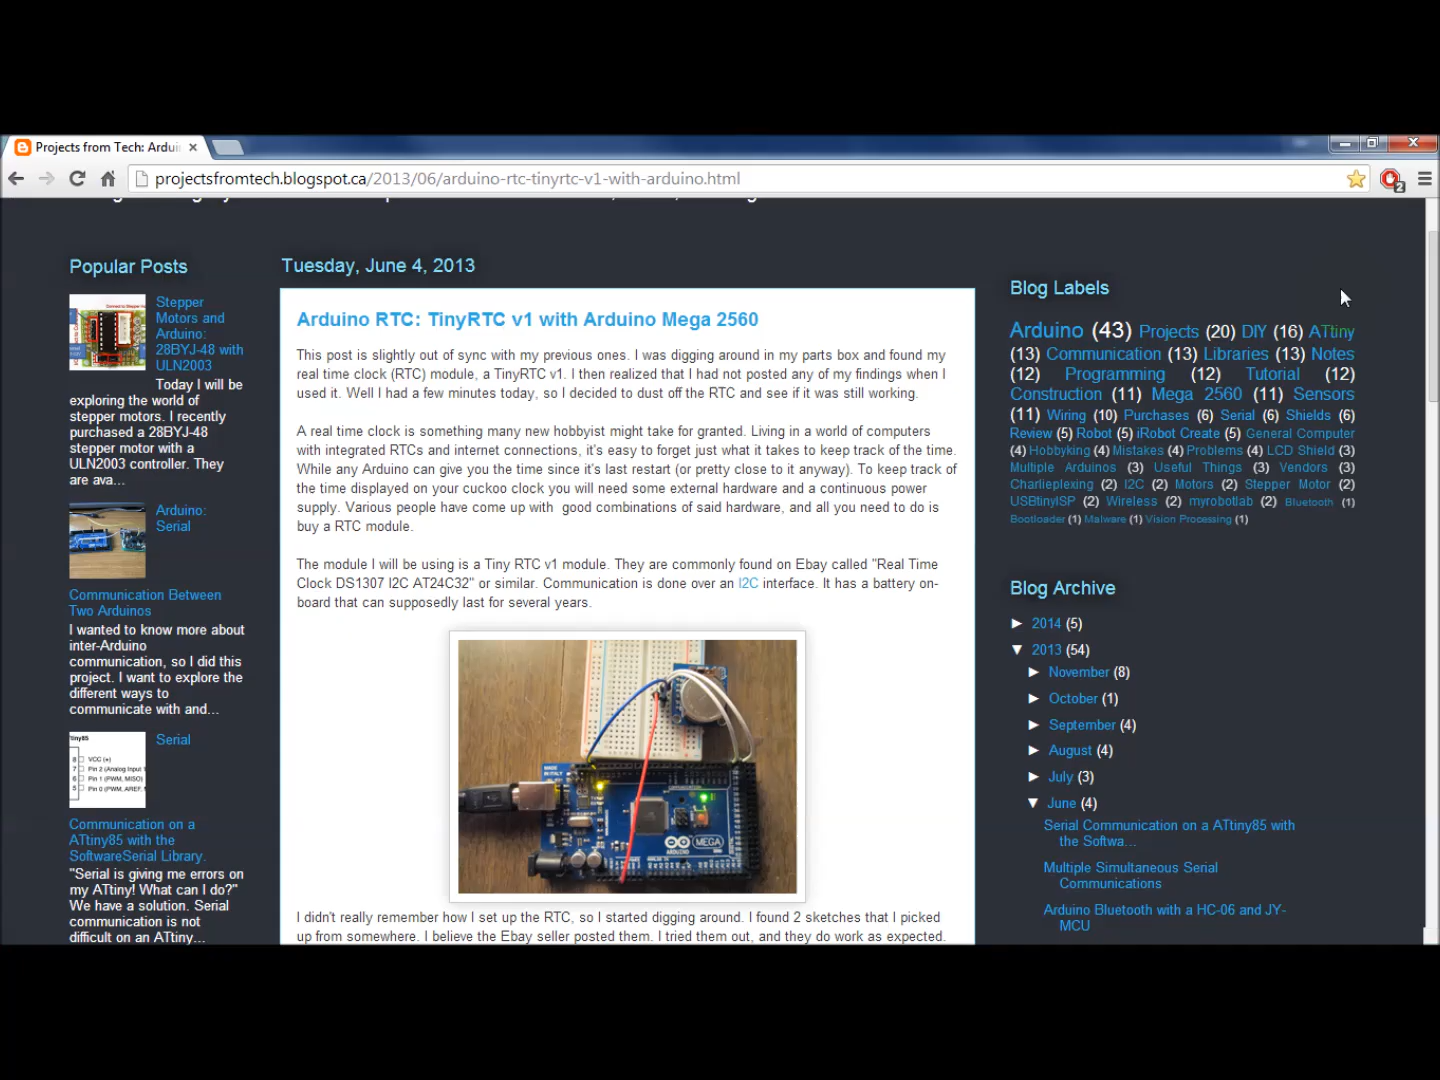 Projects from Tech: Ardui
projectsfromtech.blogspot.ca/2013/06/arduino-rtc-tinyrtc-v1-with-arduino.html
2
Popular Posts
Stepper
Motors and
Arduino:
28BYJ-48 with
ULN2003
Today I will be
exploring the world of
stepper motors. I recently
purchased a 28BYJ-48
stepper motor with a
ULN2003 controller. They
are ava...
Arduino:
Serial
Communication Between
Two Arduinos
I wanted to know more about
inter-Arduino
communication, so I did this
project. I want to explore the
different ways to
communicate with and...
Serial
Communication on a
ATtiny85 with the
SoftwareSerial Library.
"Serial is giving me errors on
my ATtiny! What can I do?"
We have a solution. Serial
communication is not
difficult on an ATtiny...
Tuesday, June 4, 2013
Arduino RTC: TinyRTC v1 with Arduino Mega 2560
This post is slightly out of sync with my previous ones. I was digging around in my parts box and found my
real time clock (RTC) module, a TinyRTC v1. I then realized that I had not posted any of my findings when I
used it. Well I had a few minutes today, so I decided to dust off the RTC and see if it was still working.
A real time clock is something many new hobbyist might take for granted. Living in a world of computers
with integrated RTCs and internet connections, it's easy to forget just what it takes to keep track of the time.
While any Arduino can give you the time since it's last restart (or pretty close to it anyway). To keep track of
the time displayed on your cuckoo clock you will need some external hardware and a continuous power
supply. Various people have come up with good combinations of said hardware, and all you need to do is
buy a RTC module.
The module I will be using is a Tiny RTC v1 module. They are commonly found on Ebay called "Real Time
Clock DS1307 I2C AT24C32" or similar. Communication is done over an I2C interface. It has a battery on-
board that can supposedly last for several years.
MADE
IN ITALY
MEGA
ARDUINO
I didn't really remember how I set up the RTC, so I started digging around. I found 2 sketches that I picked
up from somewhere. I believe the Ebay seller posted them. I tried them out, and they do work as expected.
Blog Labels
Arduino (43) Projects (20) DIY (16) ATtiny
(13) Communication (13) Libraries (13) Notes
(12) Programming (12) Tutorial (12)
Construction (11) Mega 2560 (11) Sensors
(11) Wiring (10) Purchases (6) Serial (6) Shields (6)
Review (5) Robot (5) iRobot Create (5) General Computer
(4) Hobbyking (4) Mistakes (4) Problems (4) LCD Shield (3)
Multiple Arduinos (3) Useful Things (3) Vendors (3)
Charlieplexing (2) I2C (2) Motors (2) Stepper Motor (2)
USBtinyISP (2) Wireless (2) myrobotlab (2) Bluetooth (1)
Bootloader (1) Malware (1) Vision Processing (1)
Blog Archive
► 2014 (5)
▼ 2013 (54)
► November (8)
► October (1)
► September (4)
► August (4)
► July (3)
▼ June (4)
Serial Communication on a ATtiny85 with
the Softwa...
Multiple Simultaneous Serial
Communications
Arduino Bluetooth with a HC-06 and JY-
MCU